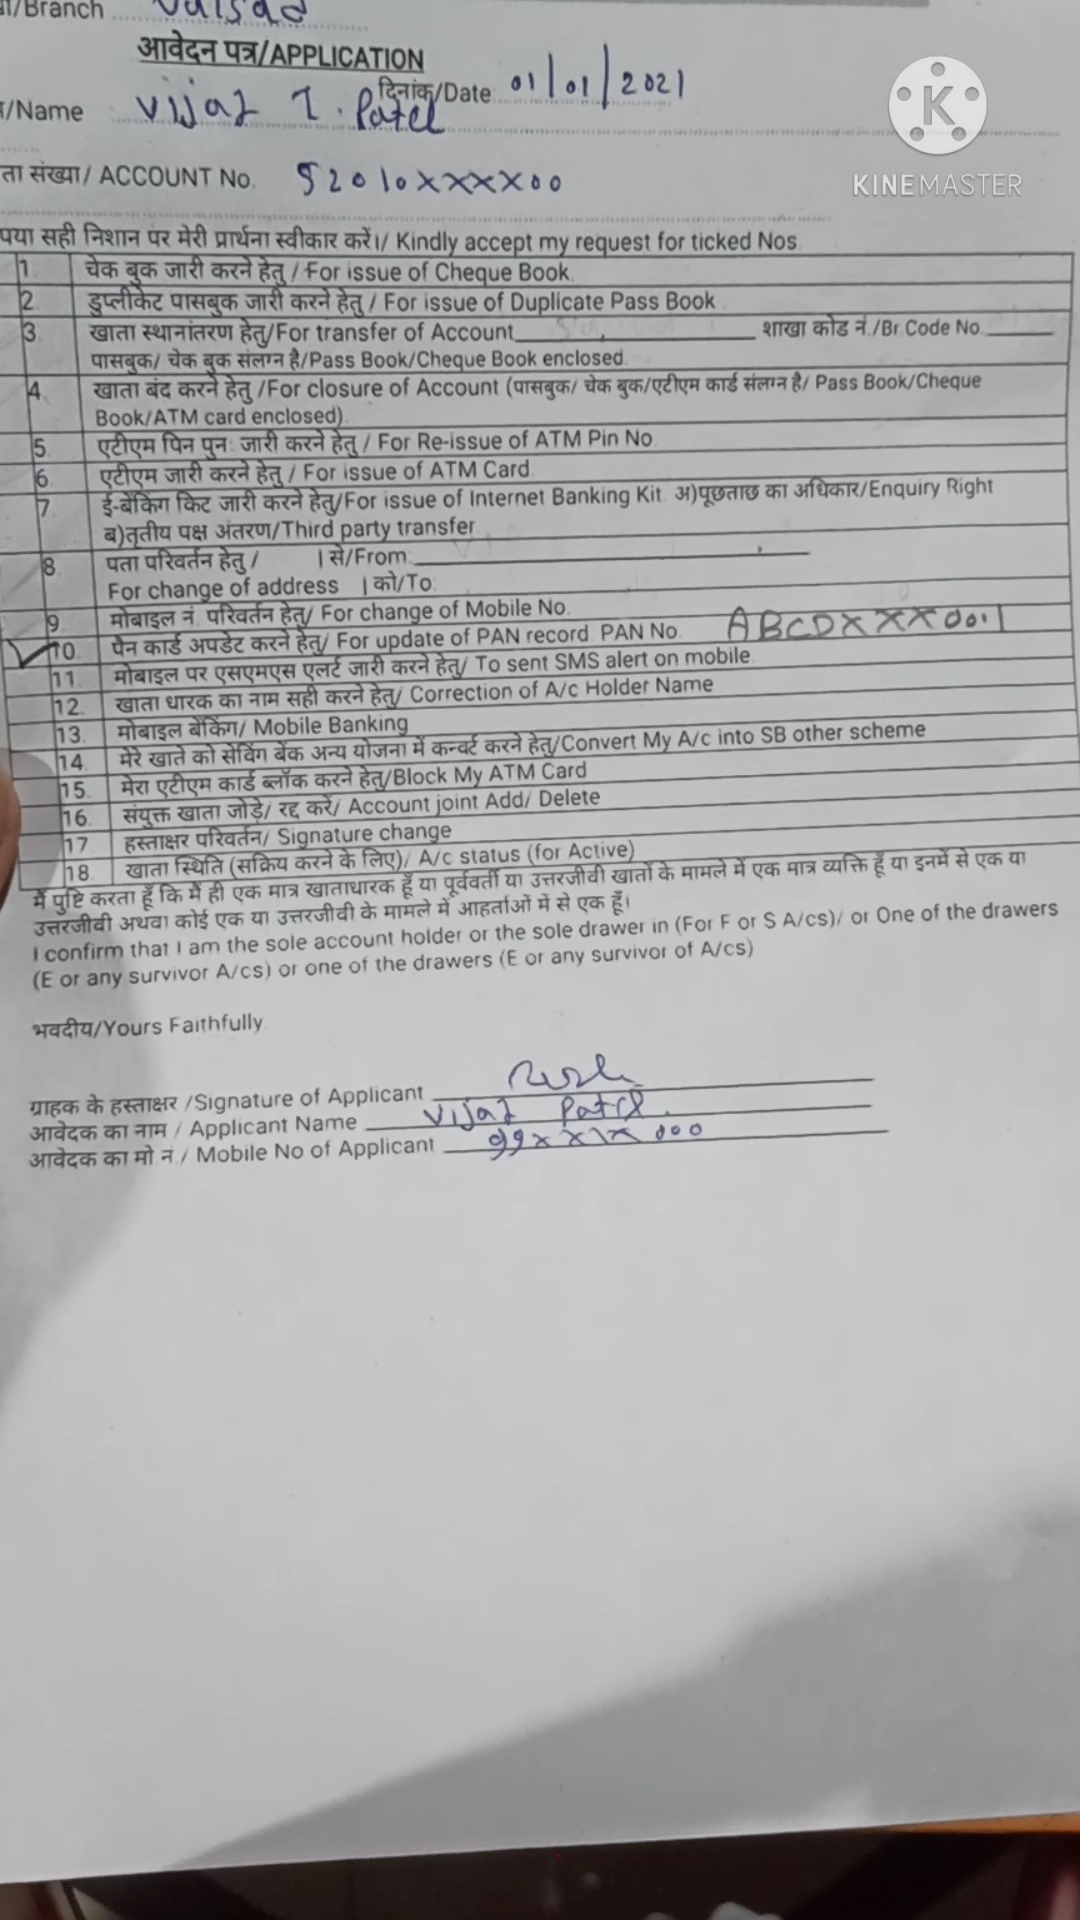 /Branch Valsad
आवेदन पत्र/APPLICATION
दिनांक/Date 01/01/2021
/Name Patel
KINEMASTER
ता संख्या/ ACCOUNT No. 52010xxxxx00
पया सही निशान पर मेरी प्रार्थना स्वीकार करें।/ Kindly accept my request for ticked Nos.
1. चेक बुक जारी करने हेतु / For issue of Cheque Book.
2. डुप्लीकेट पासबुक जारी करने हेतु / For issue of Duplicate Pass Book
3. खाता स्थानांतरण हेतु/For transfer of Account शाखा कोड नं./Br.Code No.
पासबुक/ चेक बुक संलग्न है/Pass Book/Cheque Book enclosed.
4. खाता बंद करने हेतु /For closure of Account (पासबुक/ चेक बुक/एटीएम कार्ड संलग्न है/ Pass Book/Cheque
Book/ATM card enclosed).
5. एटीएम पिन पुनः जारी करने हेतु / For Re-issue of ATM Pin No.
6. एटीएम जारी करने हेतु / For issue of ATM Card.
7. ई-बेंकिंग किट जारी करने हेतु/For issue of Internet Banking Kit. अ)पूछताछ का अधिकार/Enquiry Right
ब)तृतीय पक्ष अंतरण/Third party transfer.
8. पता परिवर्तन हेतु / | से/From:
For change of address | को/To:
9. मोबाइल नं. परिवर्तन हेतु/ For change of Mobile No.
10. पैन कार्ड अपडेट करने हेतु/ For update of PAN record. PAN No. ABCDXXX0001
11. मोबाइल पर एसएमएस एलर्ट जारी करने हेतु/ To sent SMS alert on mobile.
12. खाता धारक का नाम सही करने हेतु/ Correction of A/c Holder Name
13. मोबाइल बेंकिंग/ Mobile Banking
14. मेरे खाते को सेविंग बेंक अन्य योजना में कन्वर्ट करने हेतु/Convert My A/c into SB other scheme
15. मेरा एटीएम कार्ड ब्लॉक करने हेतु/Block My ATM Card
16. संयुक्त खाता जोड़े/ रद्द करें/ Account joint Add/ Delete
17. हस्ताक्षर परिवर्तन/ Signature change
18. खाता स्थिति (सक्रिय करने के लिए)/ A/c status (for Active)
में पुष्टि करता हूँ कि में ही एक मात्र खाताधारक हूँ या पूर्ववर्ती या उत्तरजीवी खातों के मामले में एक मात्र व्यक्ति हूँ या इनमें से एक या
उत्तरजीवी अथवा कोई एक या उत्तरजीवी के मामले में आहर्ताओं में से एक हूँ।
I confirm that I am the sole account holder or the sole drawer in (For F or S A/cs)/ or One of the drawers
(E or any survivor A/cs) or one of the drawers (E or any survivor of A/cs)
भवदीय/Yours Faithfully
ग्राहक के हस्ताक्षर /Signature of Applicant
आवेदक का नाम / Applicant Name Patel.
आवेदक का मो.नं./ Mobile No of Applicant